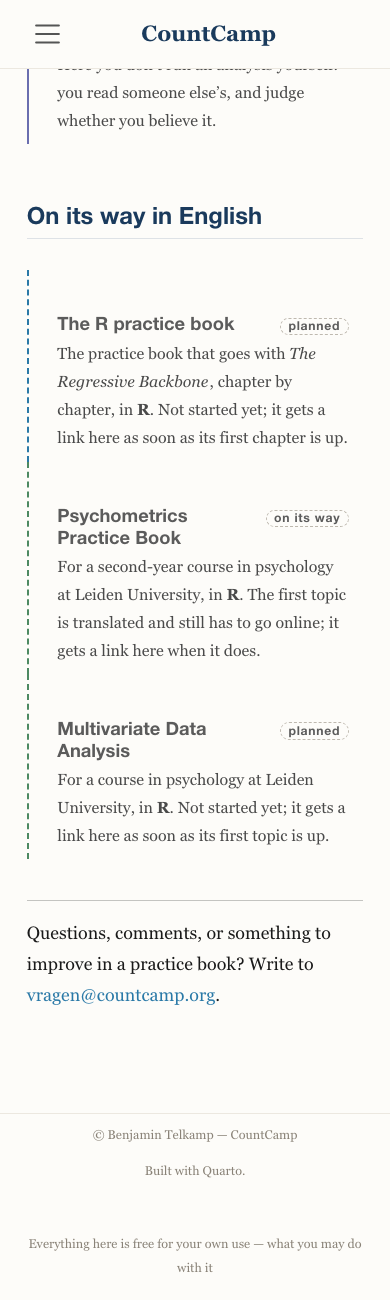 CountCamp
Here you don't run an analysis yourself:
you read someone else's, and judge
whether you believe it.
On its way in English
The R practice book
planned
The practice book that goes with The
Regressive Backbone, chapter by
chapter, in R. Not started yet; it gets a
link here as soon as its first chapter is up.
Psychometrics
Practice Book
on its way
For a second-year course in psychology
at Leiden University, in R. The first topic
is translated and still has to go online; it
gets a link here when it does.
Multivariate Data
Analysis
planned
For a course in psychology at Leiden
University, in R. Not started yet; it gets a
link here as soon as its first topic is up.
Questions, comments, or something to
improve in a practice book? Write to
vragen@countcamp.org.
© Benjamin Telkamp — CountCamp
Built with Quarto.
Everything here is free for your own use — what you may do
with it